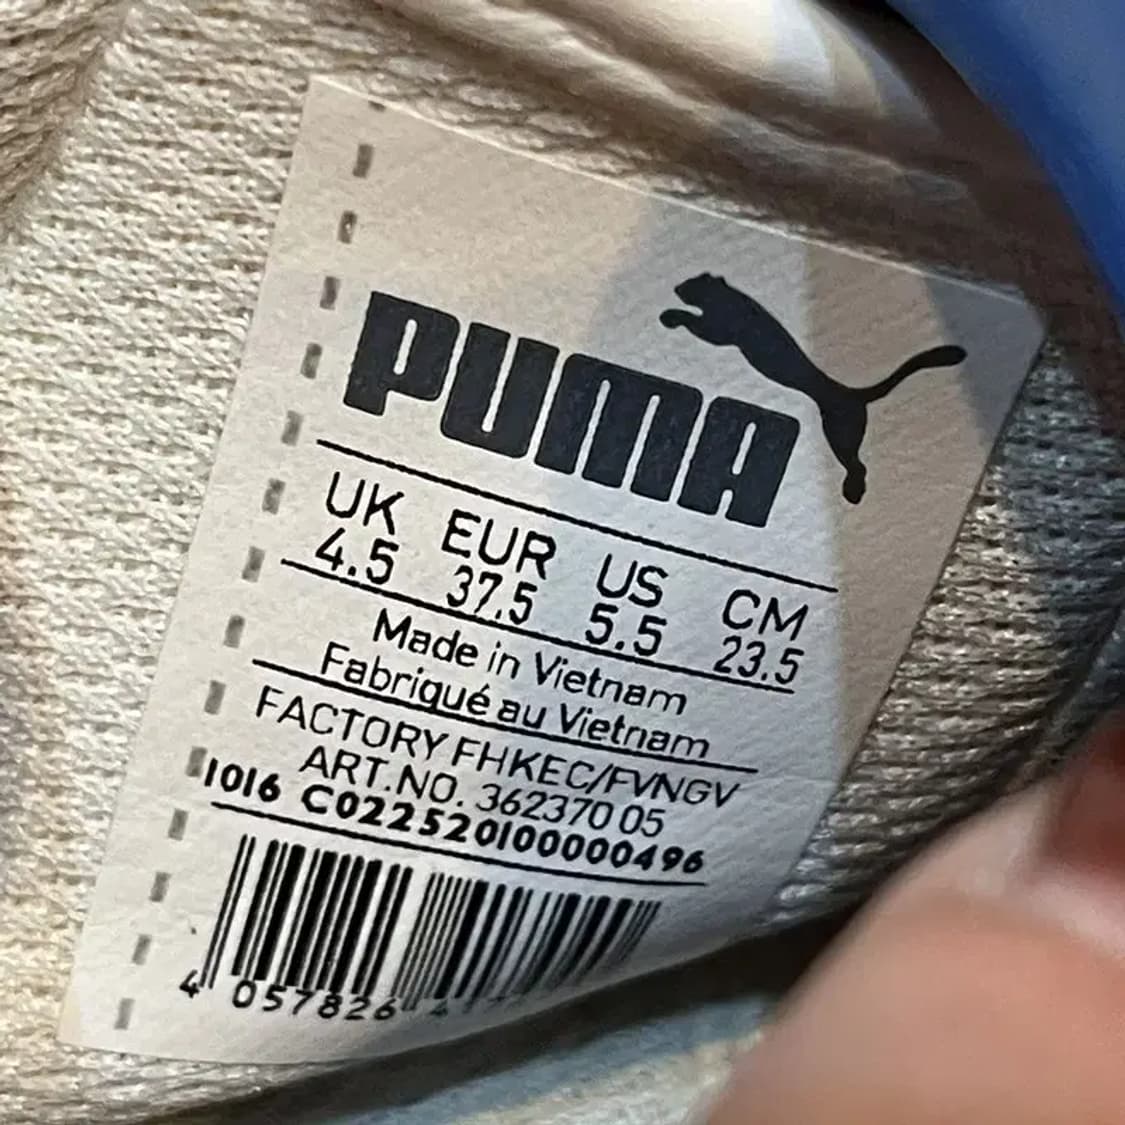 PUMA
UK EUR US CM
4.5 37.5 5.5 23.5
Made in Vietnam
Fabriqué au Vietnam
FACTORY FHKEC/FVNGV
ART.NO. 362370 05
1016 C022520100000496
4 057826